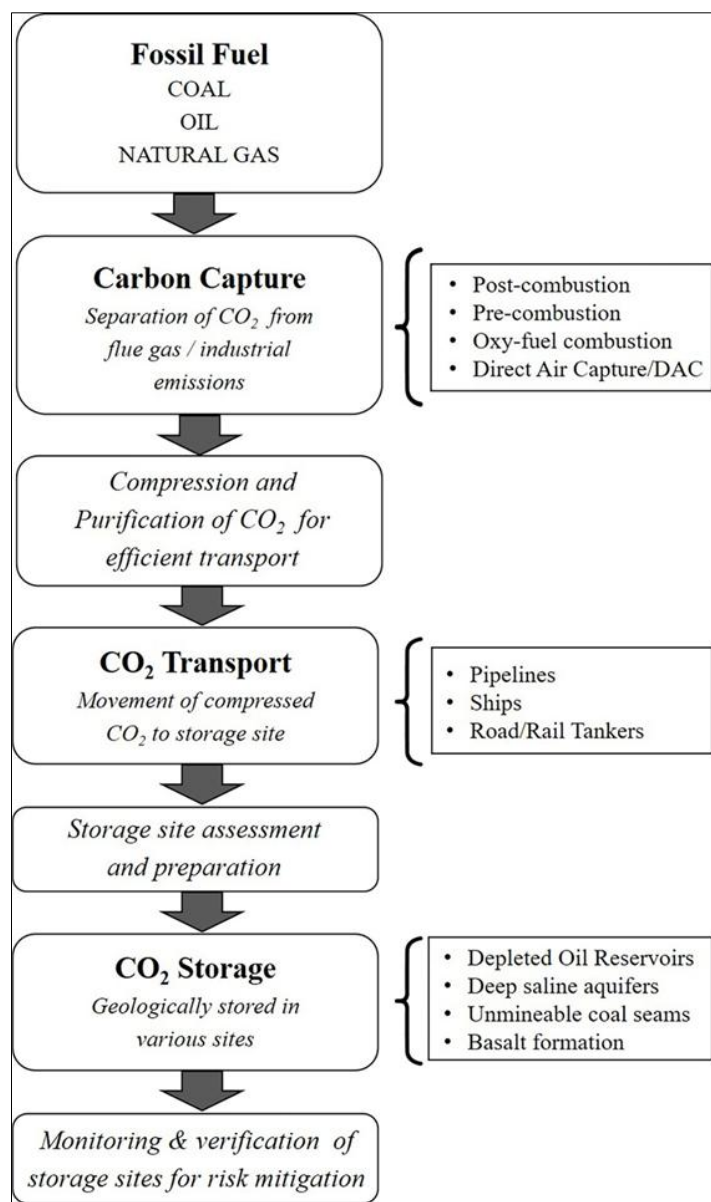 Fossil Fuel
COAL
OIL
NATURAL GAS
Carbon Capture
Separation of CO₂ from
flue gas / industrial
emissions
• Post-combustion
• Pre-combustion
• Oxy-fuel combustion
• Direct Air Capture/DAC
Compression and
Purification of CO₂ for
efficient transport
CO₂ Transport
Movement of compressed
CO₂ to storage site
• Pipelines
• Ships
• Road/Rail Tankers
Storage site assessment
and preparation
CO₂ Storage
Geologically stored in
various sites
• Depleted Oil Reservoirs
• Deep saline aquifers
• Unmineable coal seams
• Basalt formation
Monitoring & verification of
storage sites for risk mitigation